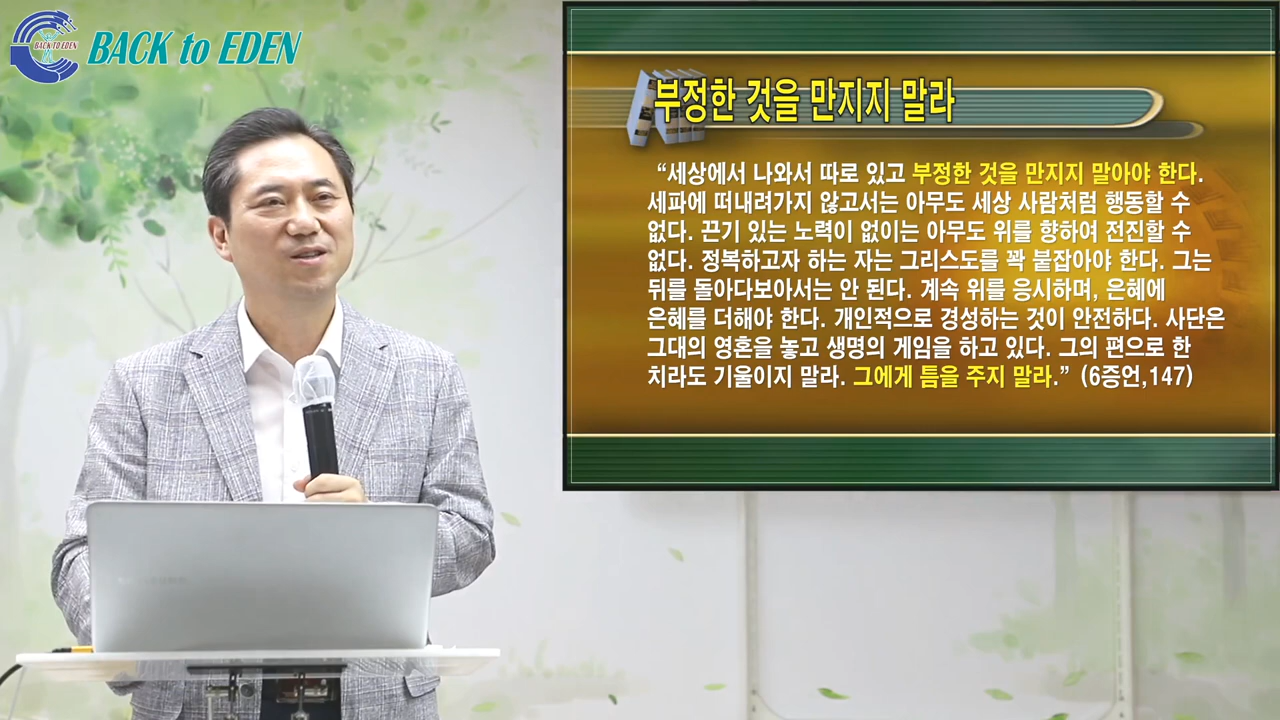 BACK TO EDEN
BACK to EDEN
부정한 것을 만지지 말라
“세상에서 나와서 따로 있고 부정한 것을 만지지 말아야 한다.
세파에 떠내려가지 않고서는 아무도 세상 사람처럼 행동할 수
없다. 끈기 있는 노력이 없이는 아무도 위를 향하여 전진할 수
없다. 정복하고자 하는 자는 그리스도를 꽉 붙잡아야 한다. 그는
뒤를 돌아다보아서는 안 된다. 계속 위를 응시하며, 은혜에
은혜를 더해야 한다. 개인적으로 경성하는 것이 안전하다. 사단은
그대의 영혼을 놓고 생명의 게임을 하고 있다. 그의 편으로 한
치라도 기울이지 말라. 그에게 틈을 주지 말라.” (6증언,147)